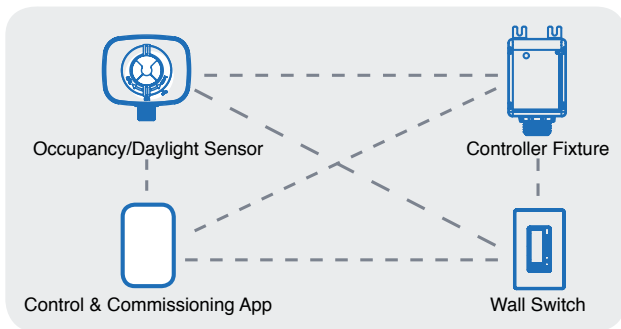 Occupancy/Daylight Sensor
Controller Fixture
Control & Commissioning App
Wall Switch